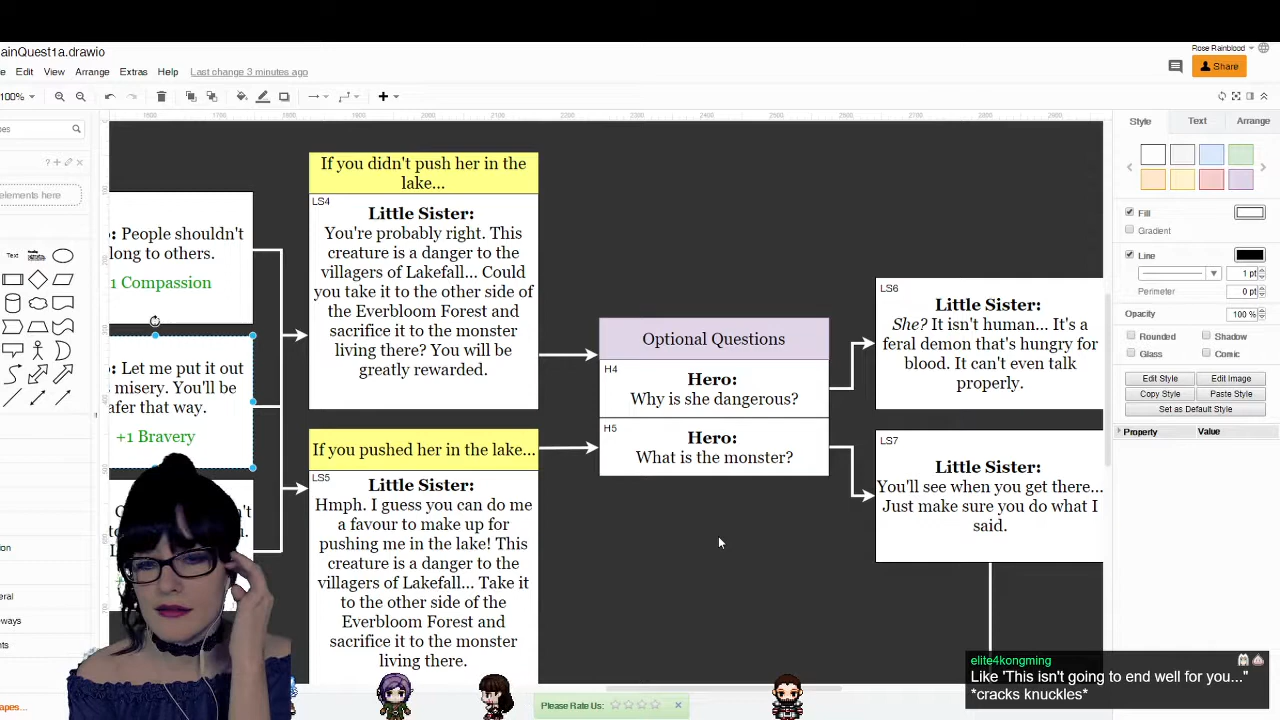 ainQuest1a.drawio
Rose Rainblood
Edit View Arrange Extras Help Last change 3 minutes ago
Share
100%
Style Text Arrange
elements here
Text
Fill
Gradient
Line
1 pt
Perimeter
0 pt
Opacity
100 %
Rounded
Shadow
Glass
Comic
Edit Style
Edit Image
Copy Style
Paste Style
Set as Default Style
Property Value
People shouldn't
long to others.
1 Compassion
Let me put it out
misery. You'll be
afer that way.
+1 Bravery
If you didn't push her in the
lake...
LS4
Little Sister:
You're probably right. This
creature is a danger to the
villagers of Lakefall... Could
you take it to the other side of
the Everbloom Forest and
sacrifice it to the monster
living there? You will be
greatly rewarded.
If you pushed her in the lake...
LS5
Little Sister:
Hmph. I guess you can do me
a favour to make up for
pushing me in the lake! This
creature is a danger to the
villagers of Lakefall... Take it
to the other side of the
Everbloom Forest and
sacrifice it to the monster
living there.
Optional Questions
H4
Hero:
Why is she dangerous?
H5
Hero:
What is the monster?
LS6
Little Sister:
She? It isn't human... It's a
feral demon that's hungry for
blood. It can't even talk
properly.
LS7
Little Sister:
You'll see when you get there...
Just make sure you do what I
said.
Please Rate Us:
elite4kongming
Like 'This isn't going to end well for you..."
*cracks knuckles*